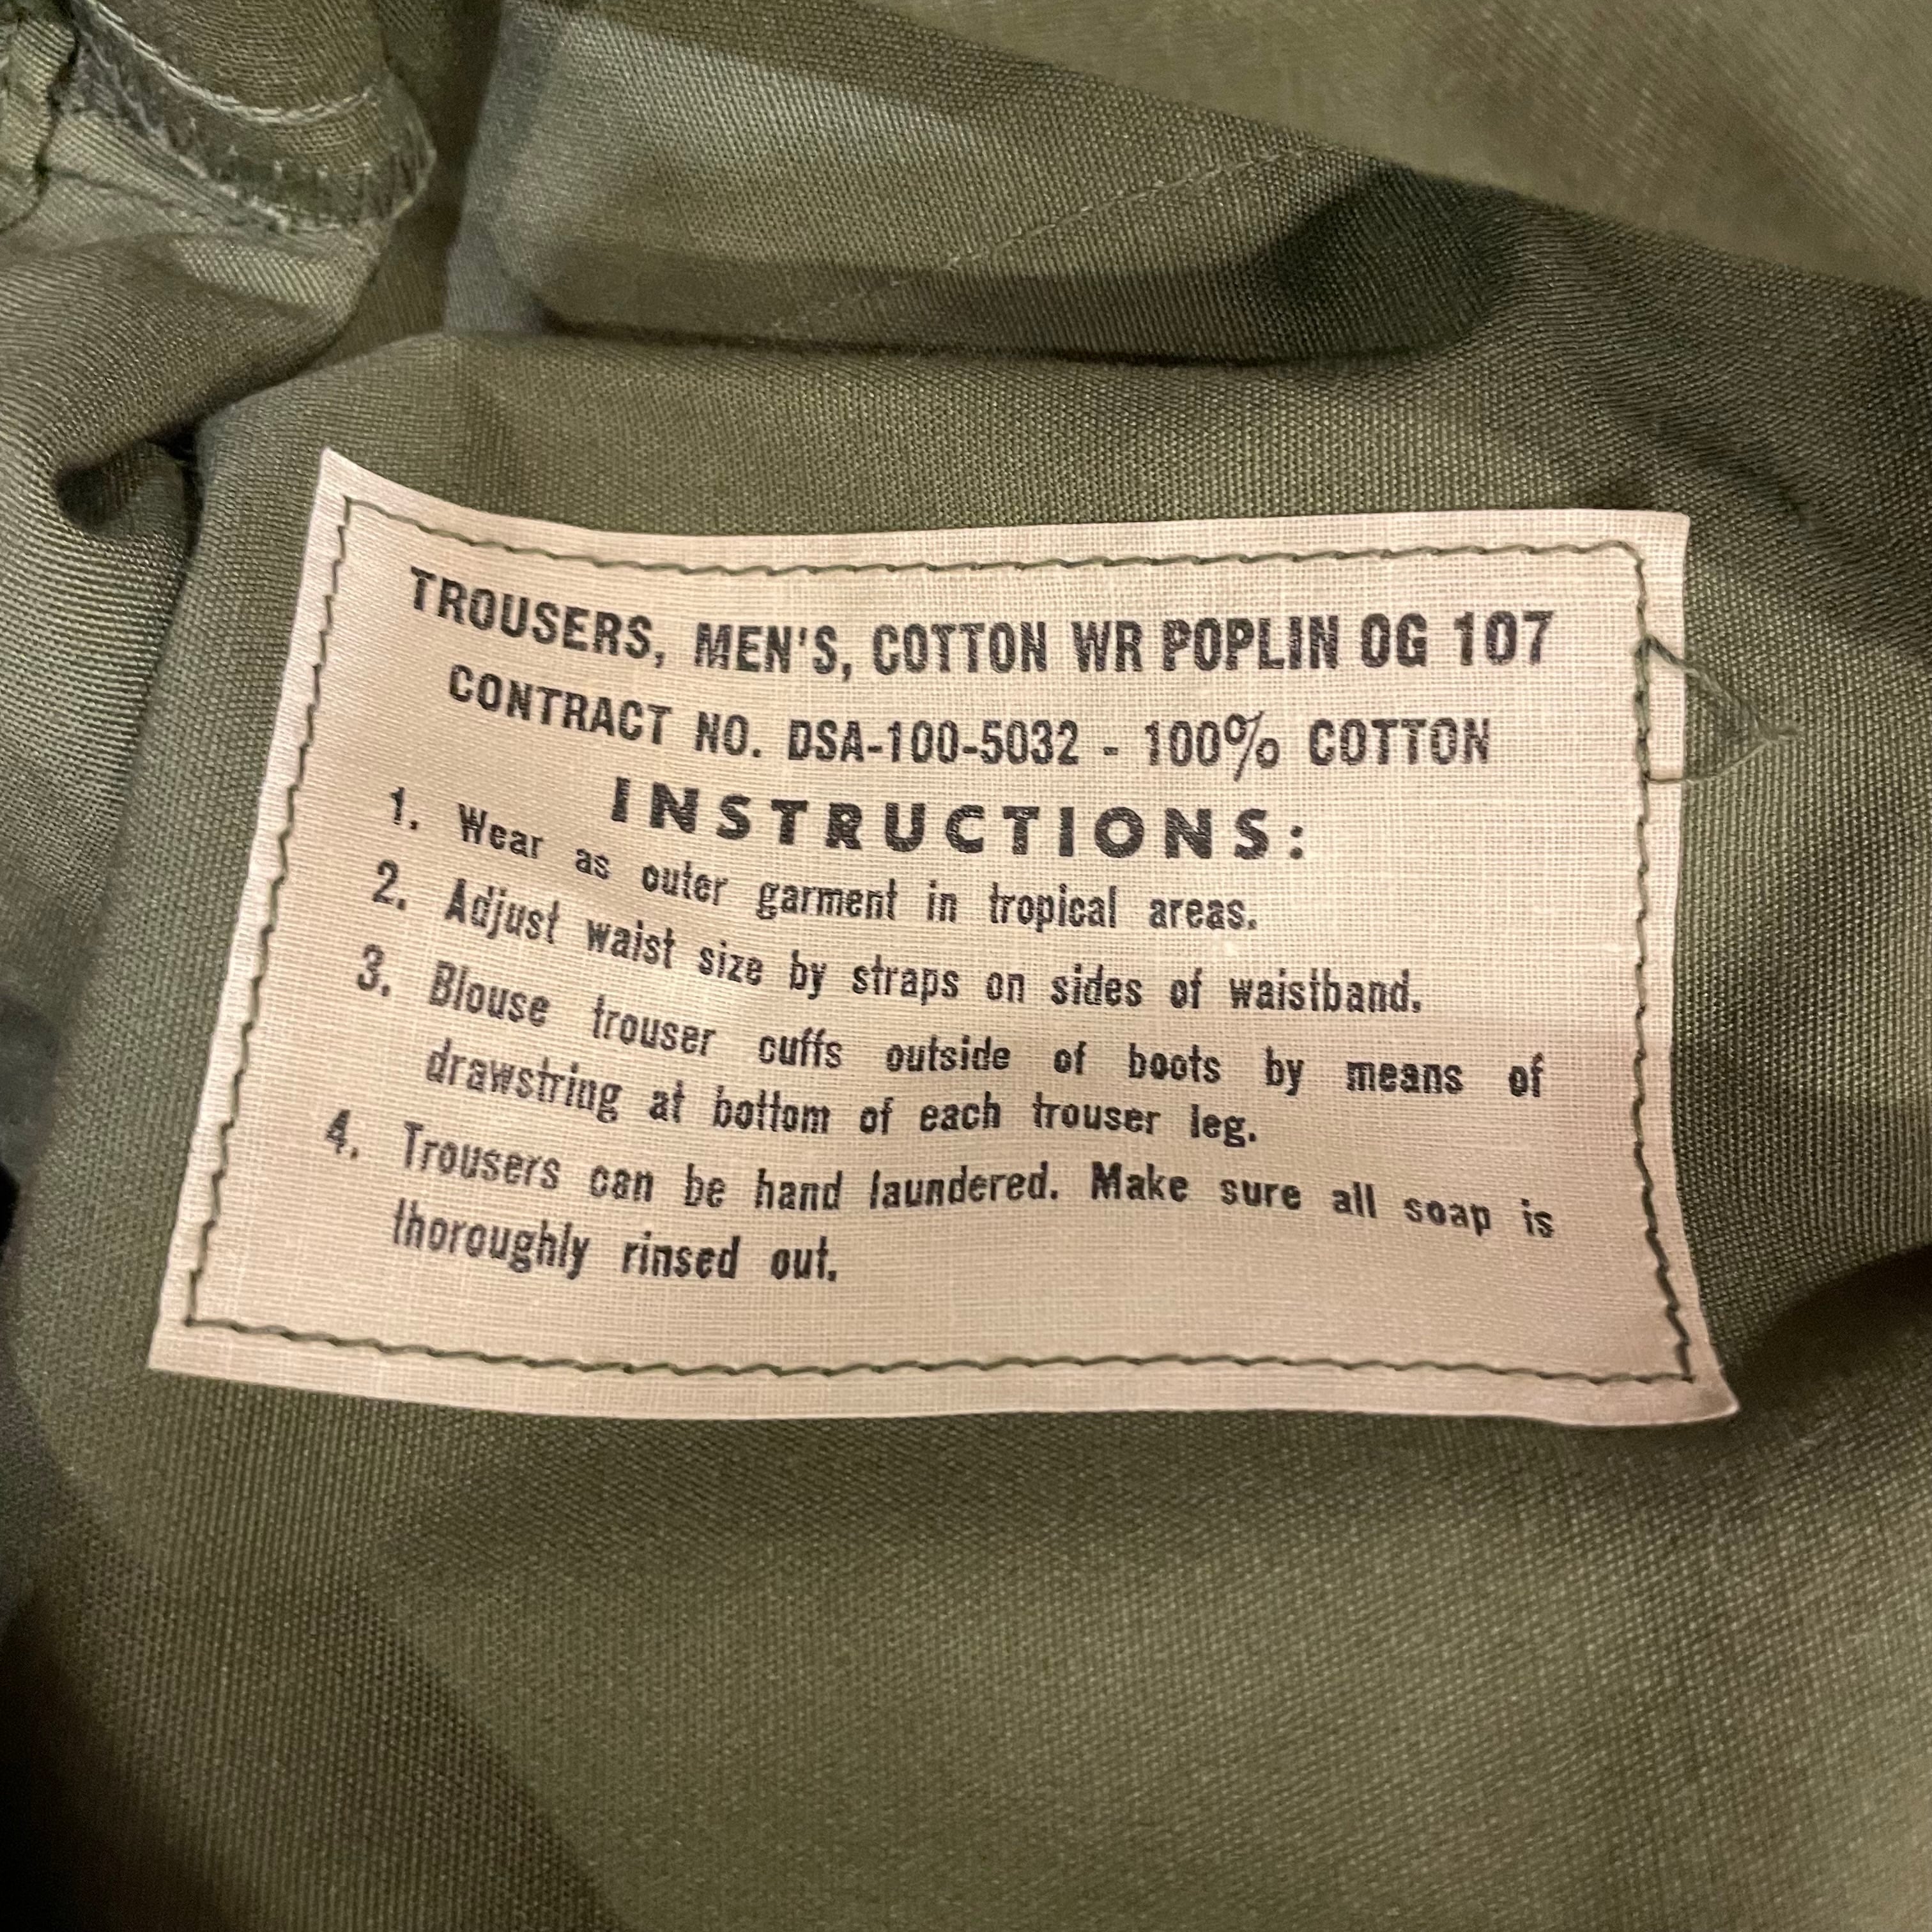 TROUSERS, MEN'S, COTTON WR POPLIN OG 107
CONTRACT NO. DSA-100-5032 - 100% COTTON
INSTRUCTIONS:
1. Wear as outer garment in tropical areas.
2. Adjust waist size by straps on sides of waistband.
3. Blouse trouser cuffs outside of boots by means of
drawstring at bottom of each trouser leg.
4. Trousers can be hand laundered. Make sure all soap is
thoroughly rinsed out.